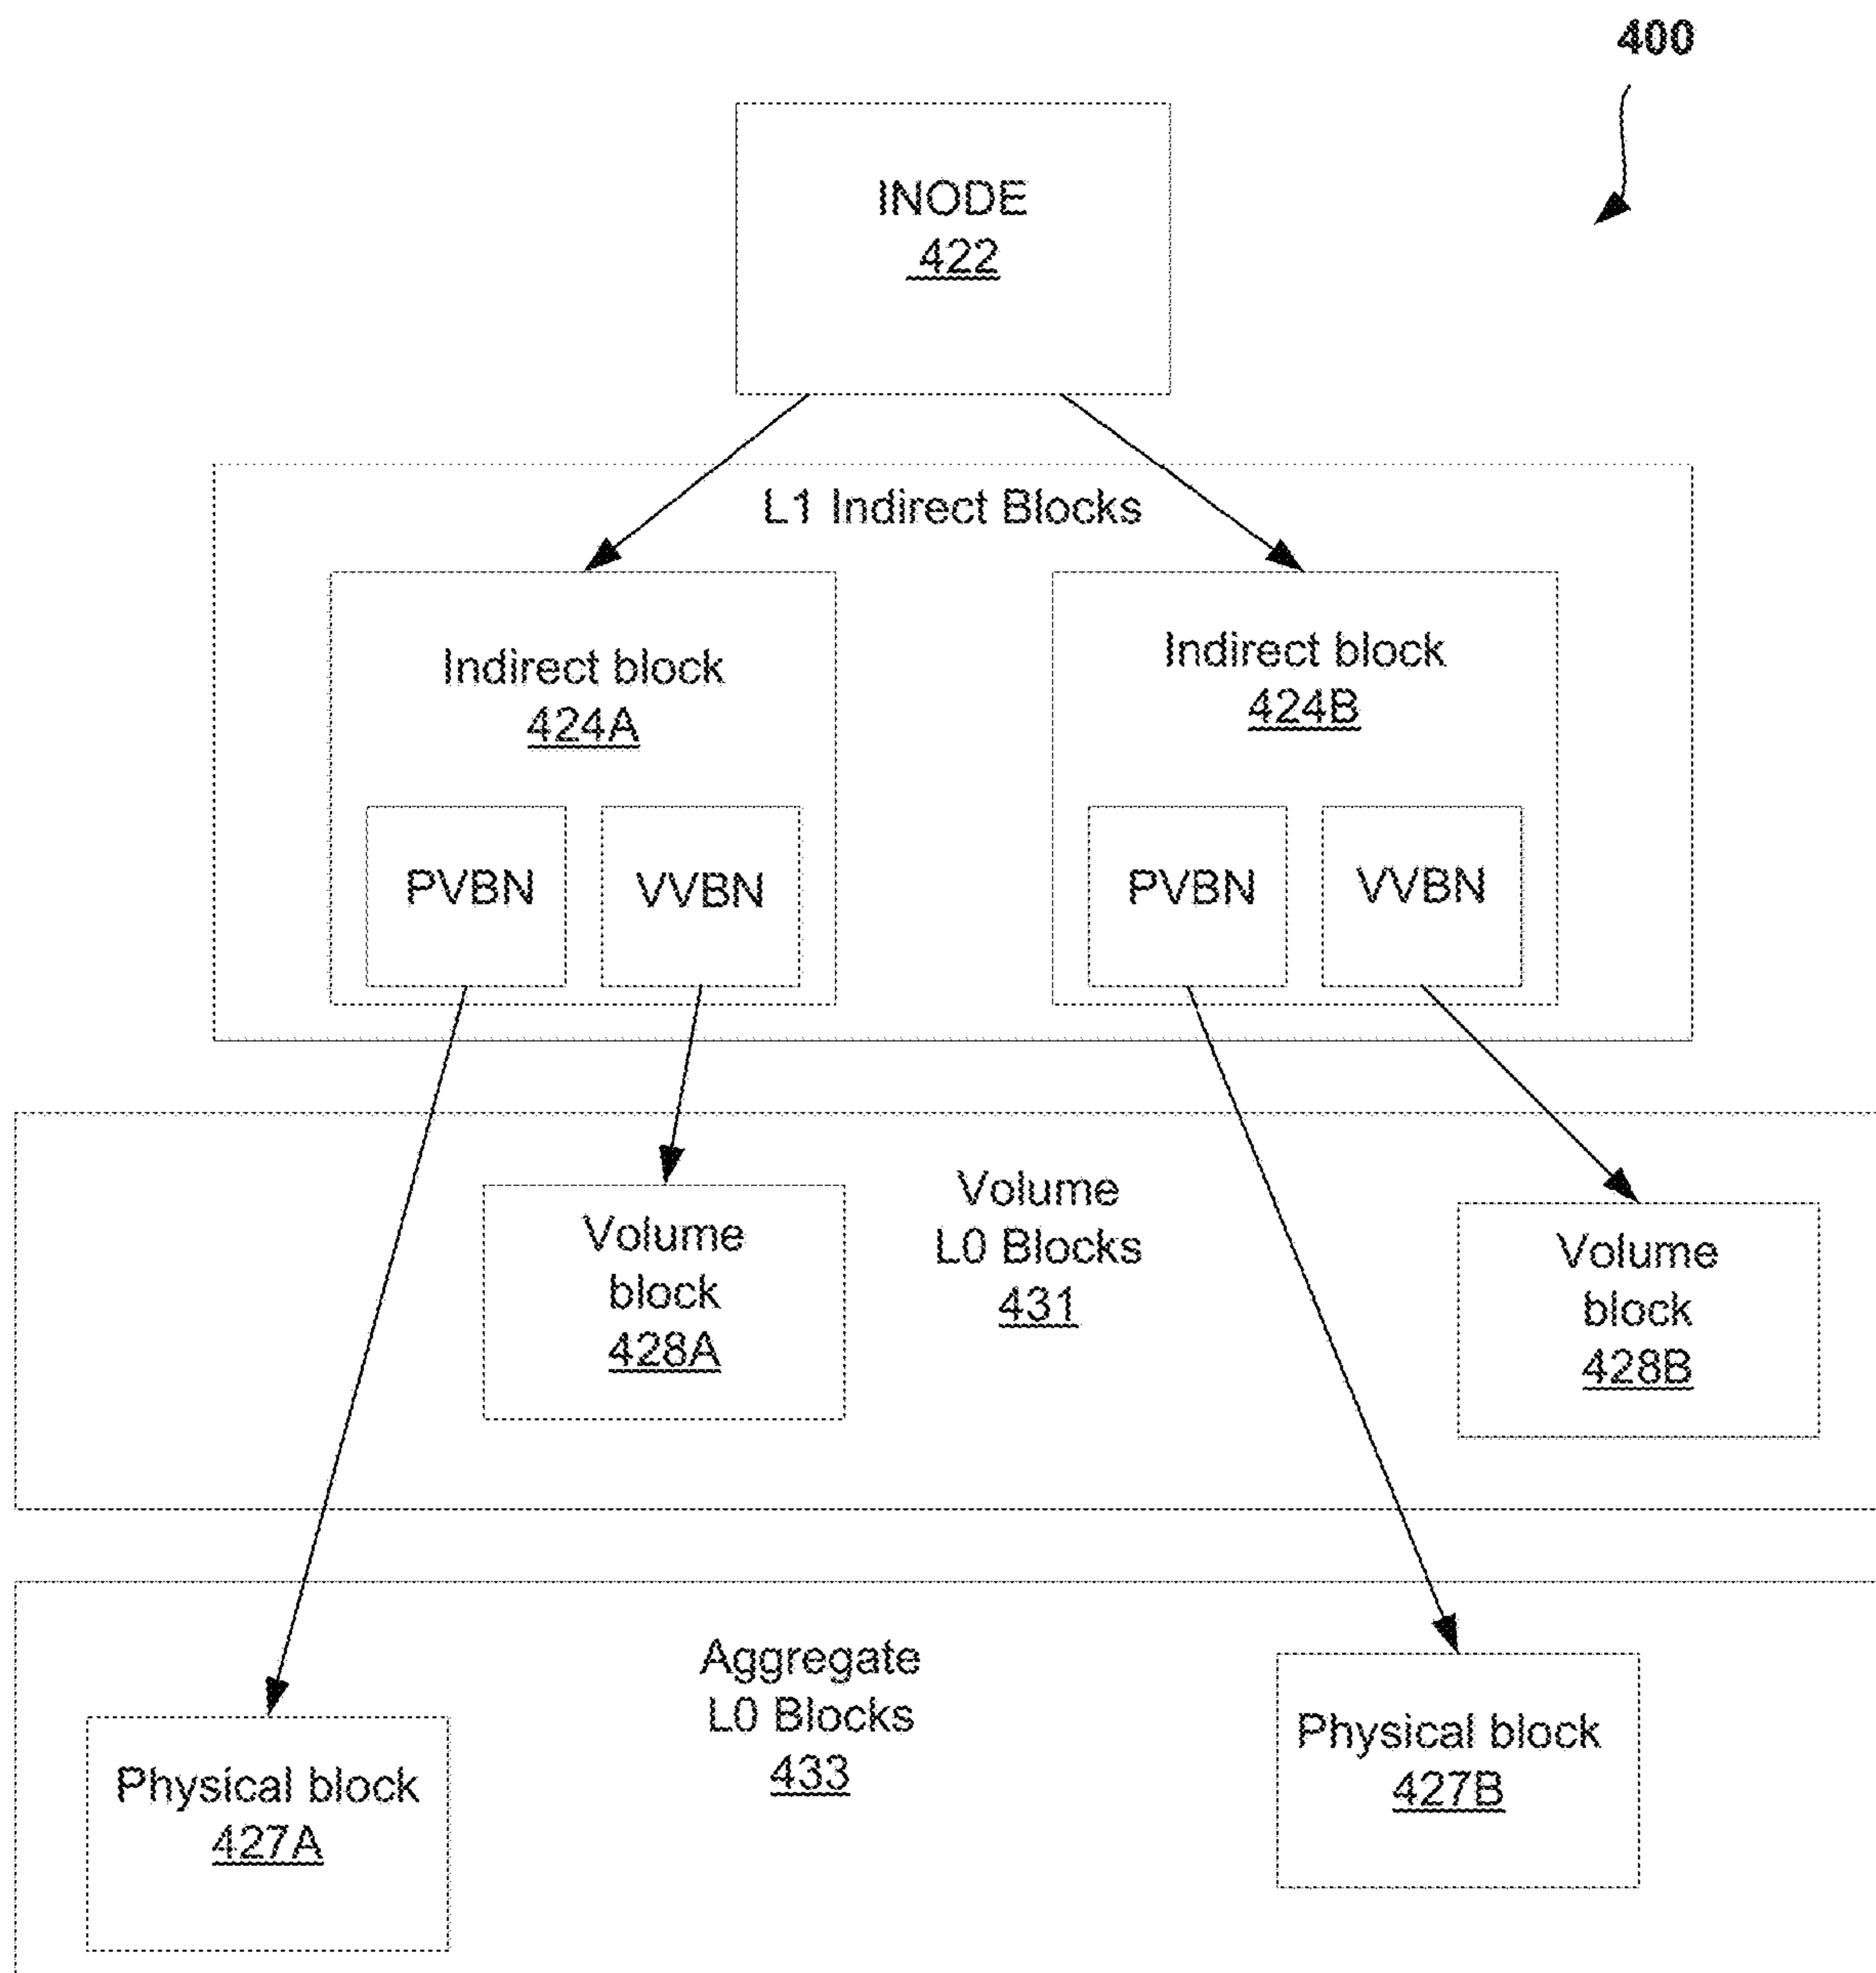 400
INODE
422
L1 Indirect Blocks
Indirect block
424A
Indirect block
424B
PVBN
VVBN
PVBN
VVBN
Volume
block
428A
Volume
L0 Blocks
431
Volume
block
428B
Aggregate
L0 Blocks
433
Physical block
427A
Physical block
427B